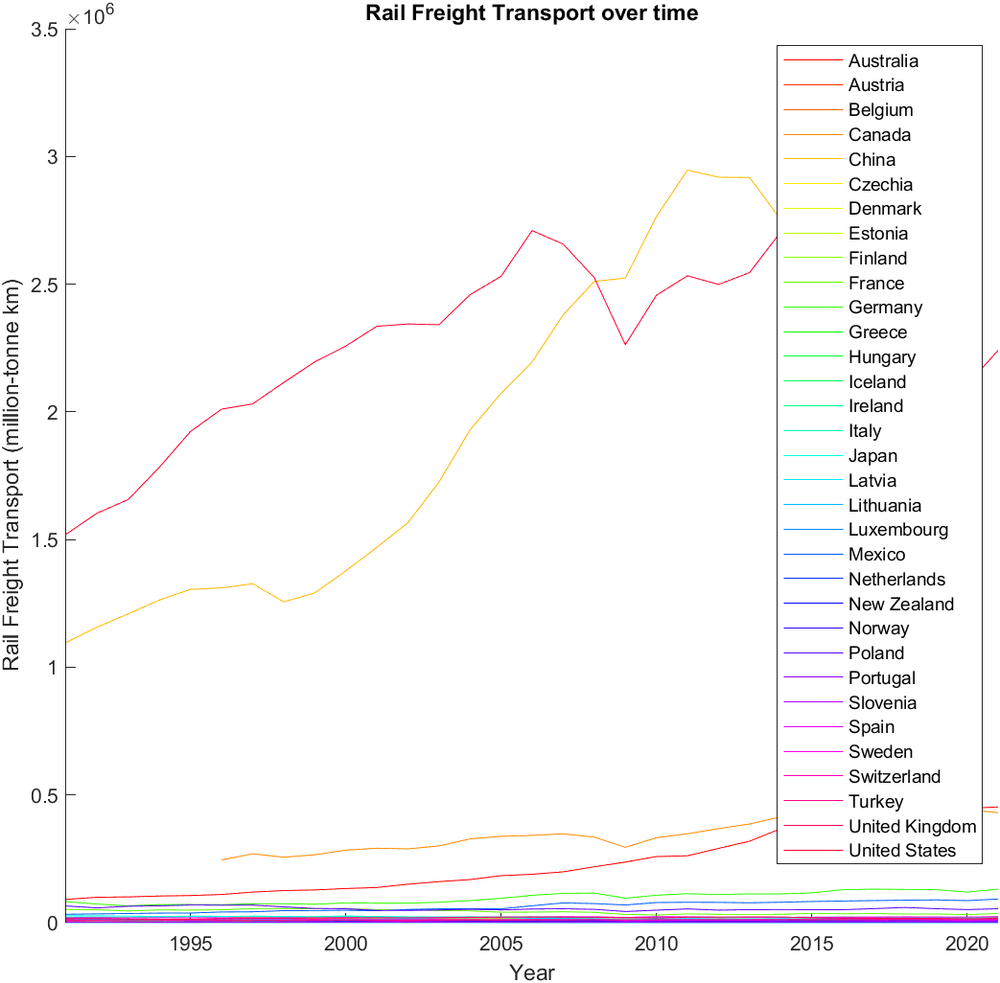 Rail Freight Transport over time
×10^6
3.5
3
2.5
2
1.5
1
0.5
0
Rail Freight Transport (million-tonne km)
1995
2000
2005
2010
2015
2020
Year
Australia
Austria
Belgium
Canada
China
Czechia
Denmark
Estonia
Finland
France
Germany
Greece
Hungary
Iceland
Ireland
Italy
Japan
Latvia
Lithuania
Luxembourg
Mexico
Netherlands
New Zealand
Norway
Poland
Portugal
Slovenia
Spain
Sweden
Switzerland
Turkey
United Kingdom
United States